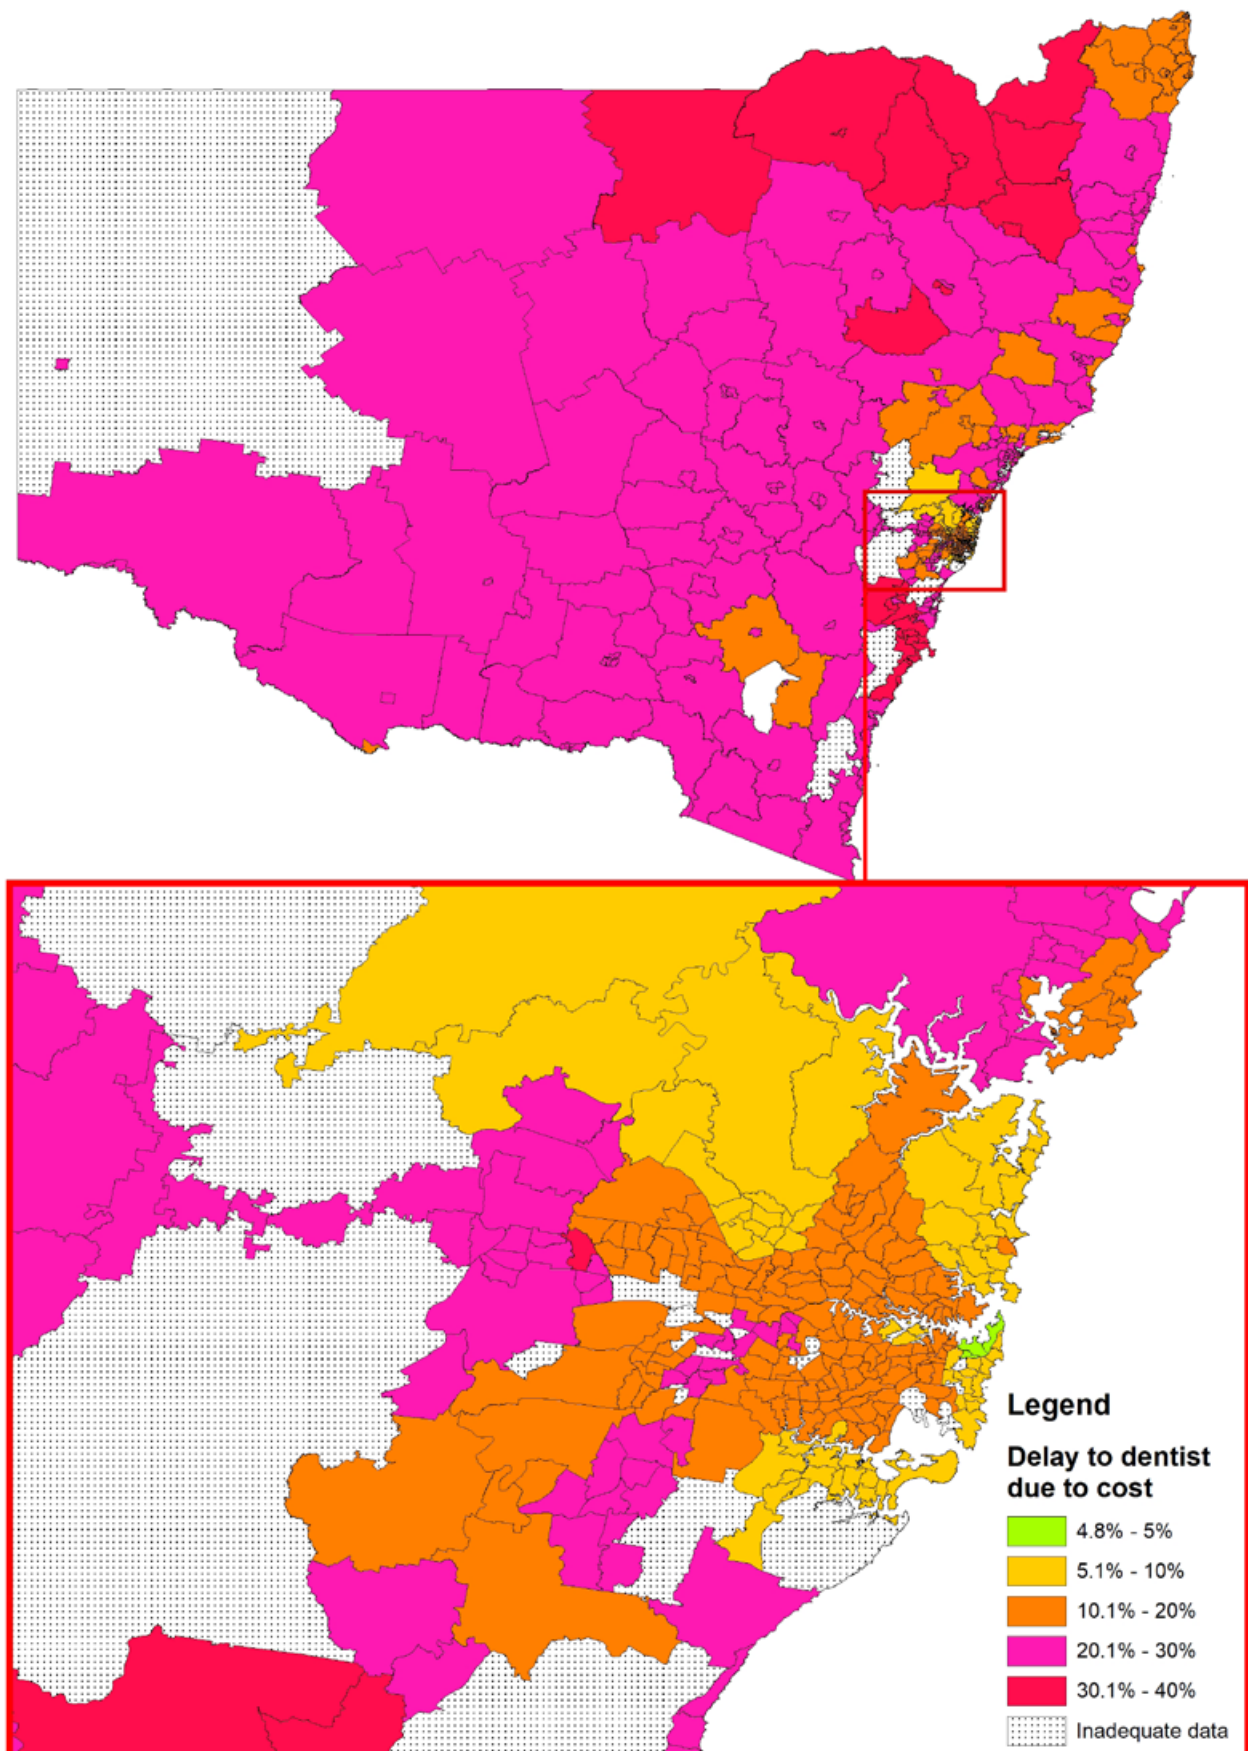 Legend
Delay to dentist
due to cost
4.8% - 5%
5.1% - 10%
10.1% - 20%
20.1% - 30%
30.1% - 40%
Inadequate data